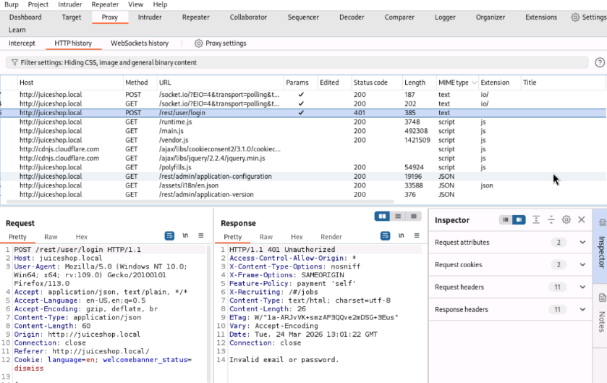 Burp Project Intruder Repeater View Help
Dashboard Target Proxy Intruder Repeater Collaborator Sequencer Decoder Comparer Logger Organizer Extensions Settings
Learn
Intercept HTTP history WebSockets history Proxy settings
Filter settings: Hiding CSS, image and general binary content
Host Method URL Params Edited Status code Length MIME type Extension Title
http://juiceshop.local POST /socket.io/?EIO=4&transport=polling&t... ✓ 200 187 text io/
http://juiceshop.local GET /socket.io/?EIO=4&transport=polling&t... ✓ 200 202 text io/
http://juiceshop.local POST /rest/user/login ✓ 401 385 text
http://juiceshop.local GET /runtime.js 200 3748 script js
http://juiceshop.local GET /main.js 200 492308 script js
http://juiceshop.local GET /vendor.js 200 1421509 script js
http://cdnjs.cloudflare.com GET /ajax/libs/cookieconsent2/3.1.0/cookiec... script js
http://cdnjs.cloudflare.com GET /ajax/libs/jquery/2.2.4/jquery.min.js script js
http://juiceshop.local GET /polyfills.js 200 54924 script js
http://juiceshop.local GET /rest/admin/application-configuration 200 19196 JSON
http://juiceshop.local GET /assets/i18n/en.json 200 33588 JSON json
http://juiceshop.local GET /rest/admin/application-version 200 376 JSON
Request
Pretty Raw Hex
1 POST /rest/user/login HTTP/1.1
2 Host: juiceshop.local
3 User-Agent: Mozilla/5.0 (Windows NT 10.0;
Win64; x64; rv:109.0) Gecko/20100101
Firefox/113.0
4 Accept: application/json, text/plain, */*
5 Accept-Language: en-US,en;q=0.5
6 Accept-Encoding: gzip, deflate, br
7 Content-Type: application/json
8 Content-Length: 60
9 Origin: http://juiceshop.local
10 Connection: close
11 Referer: http://juiceshop.local/
12 Cookie: language=en; welcomebanner_status=
dismiss
13
Response
Pretty Raw Hex Render
1 HTTP/1.1 401 Unauthorized
2 Access-Control-Allow-Origin: *
3 X-Content-Type-Options: nosniff
4 X-Frame-Options: SAMEORIGIN
5 Feature-Policy: payment 'self'
6 X-Recruiting: /#/jobs
7 Content-Type: text/html; charset=utf-8
8 Content-Length: 26
9 ETag:
10 Vary: Accept-Encoding
11 Date: Tue, 24 Mar 2026 13:01:22 GMT
12 Connection: close
13
14 Invalid email or password.
Inspector
Request attributes 2
Request cookies 2
Request headers 11
Response headers 11
Inspector
Notes